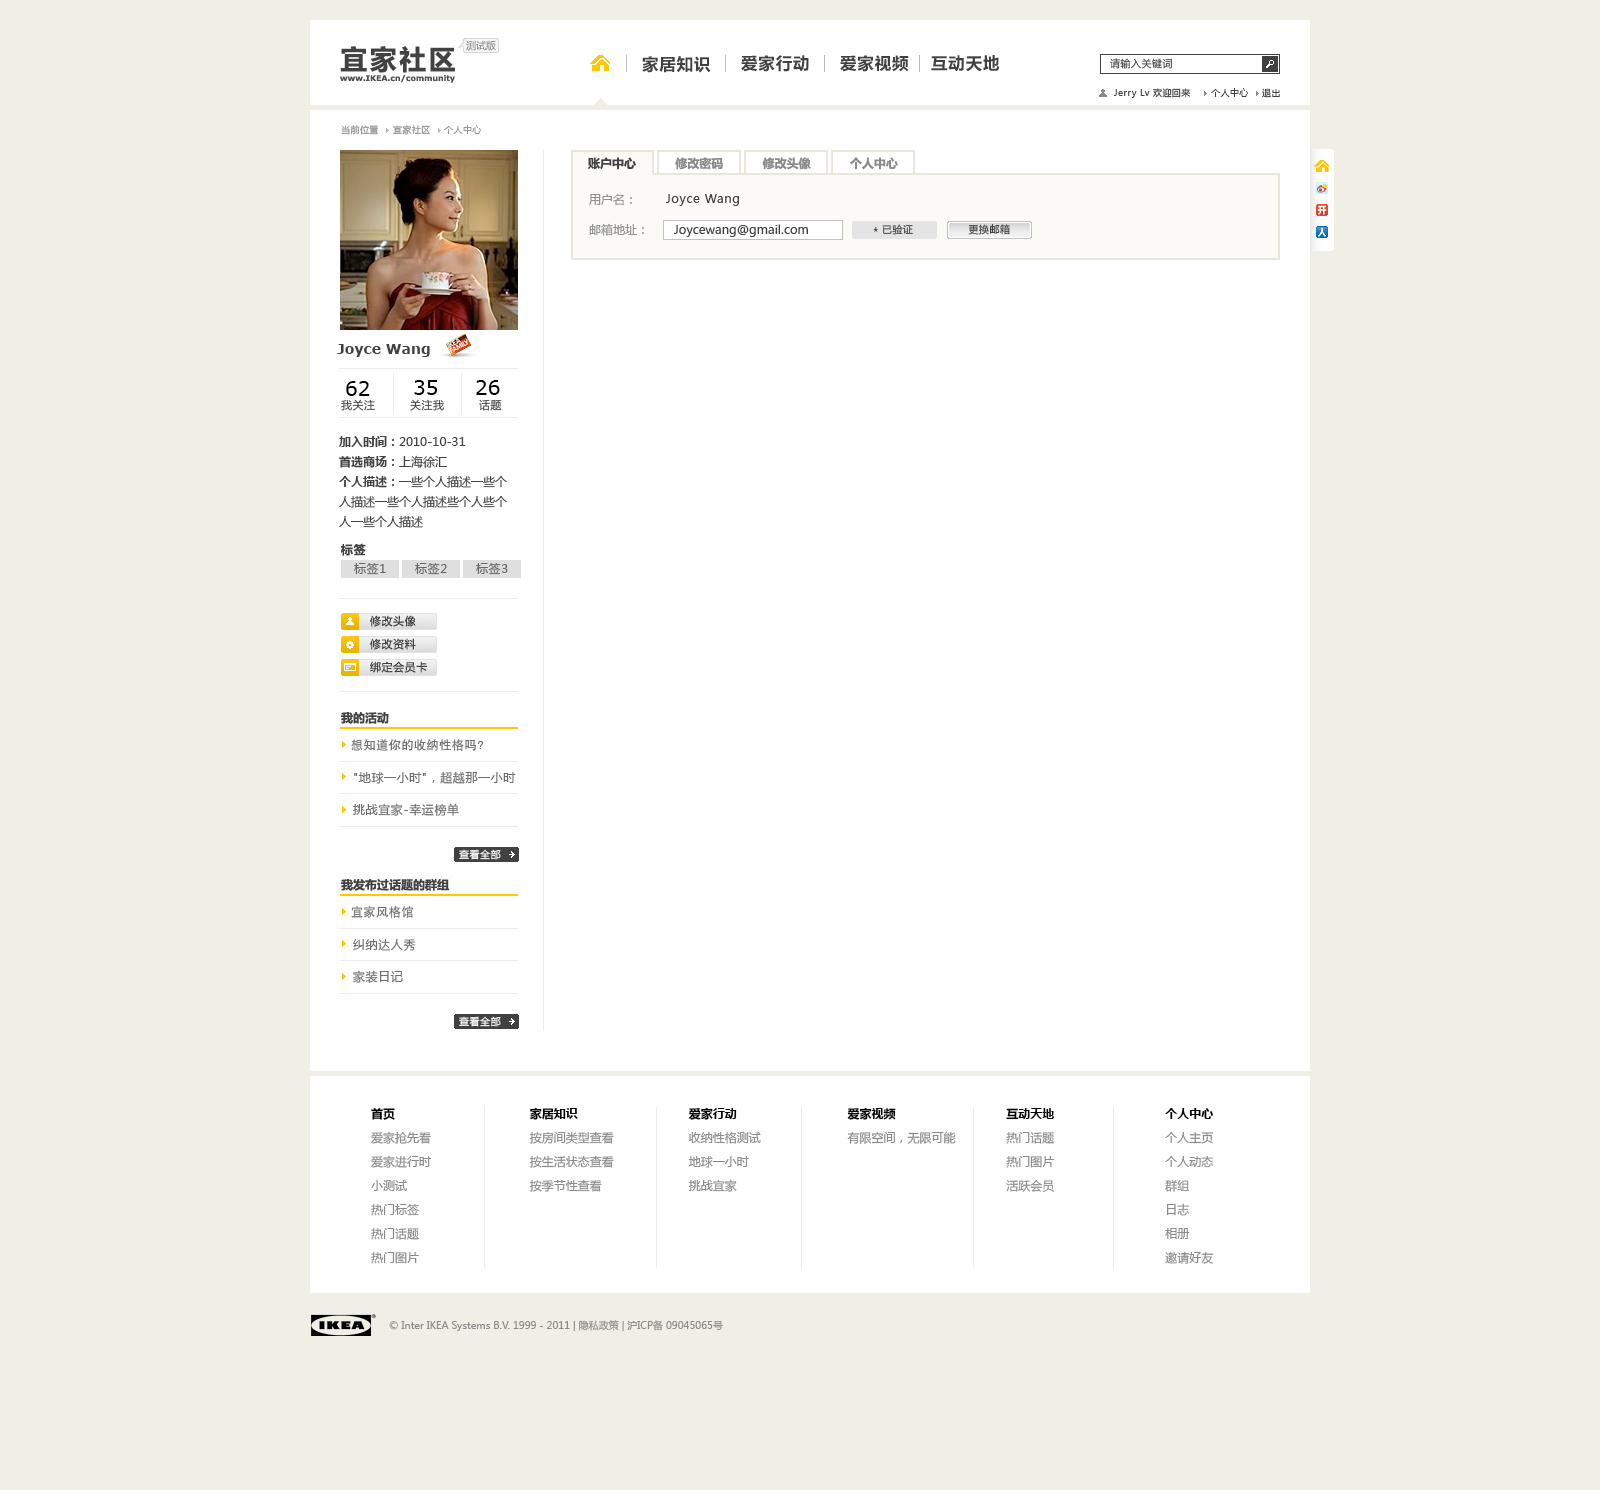 宜家社区 测试版
www.IKEA.cn/community
家居知识 爱家行动 爱家视频 互动天地
请输入关键词
Jerry Lv 欢迎回来 个人中心 退出
当前位置 宜家社区 个人中心
账户中心 修改密码 修改头像 个人中心
用户名： Joyce Wang
邮箱地址： Joycewang@gmail.com * 已验证 更换邮箱
开
人
Joyce Wang
IKEA FAMILY
62 35 26
我关注 关注我 话题
加入时间：2010-10-31
首选商场：上海徐汇
个人描述：一些个人描述一些个
人描述一些个人描述些个人些个
人一些个人描述
标签
标签1 标签2 标签3
修改头像
修改资料
绑定会员卡
我的活动
想知道你的收纳性格吗?
"地球一小时"，超越那一小时
挑战宜家-幸运榜单
查看全部
我发布过话题的群组
宜家风格馆
纠纳达人秀
家装日记
查看全部
首页
爱家抢先看
爱家进行时
小测试
热门标签
热门话题
热门图片
家居知识
按房间类型查看
按生活状态查看
按季节性查看
爱家行动
收纳性格测试
地球一小时
挑战宜家
爱家视频
有限空间，无限可能
互动天地
热门话题
热门图片
活跃会员
个人中心
个人主页
个人动态
群组
日志
相册
邀请好友
IKEA ® © Inter IKEA Systems B.V. 1999 - 2011 | 隐私政策 | 沪ICP备 09045065号